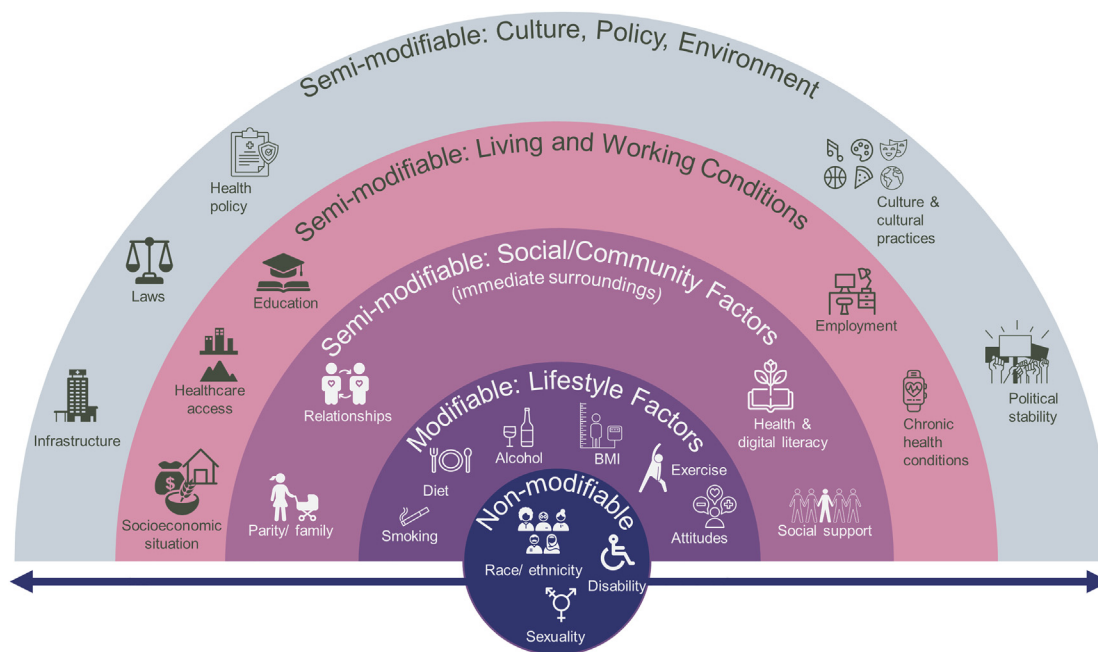 Semi-modifiable: Culture, Policy, Environment
Health
policy
Laws
Infrastructure
Culture &
cultural
practices
Political
stability
Semi-modifiable: Living and Working Conditions
Education
Healthcare
access
Socioeconomic
situation
Employment
Chronic
health
conditions
Semi-modifiable: Social/Community Factors
(immediate surroundings)
Relationships
Parity/ family
Health &
digital literacy
Social support
Modifiable: Lifestyle Factors
Alcohol
BMI
Diet
Exercise
Smoking
Attitudes
Non-modifiable
Race/ ethnicity
Disability
Sexuality